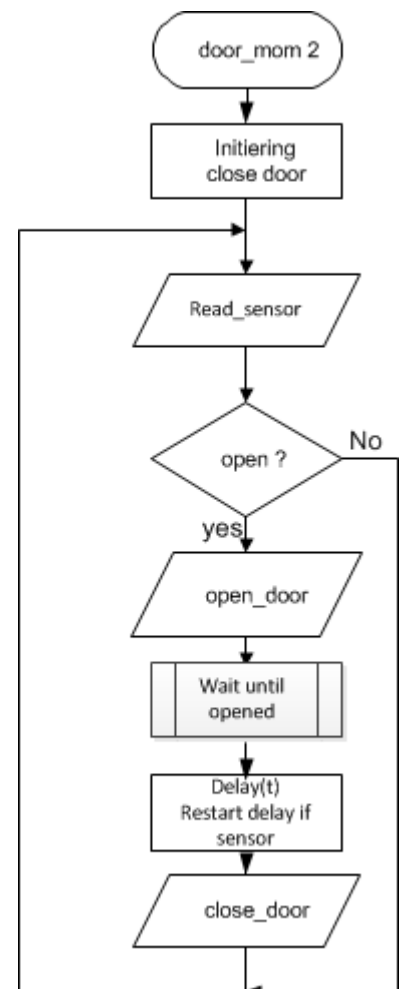 door_mom 2
Initiering
close door
Read_sensor
open ?
No
yes
open_door
Wait until
opened
Delay(t)
Restart delay if
sensor
close_door